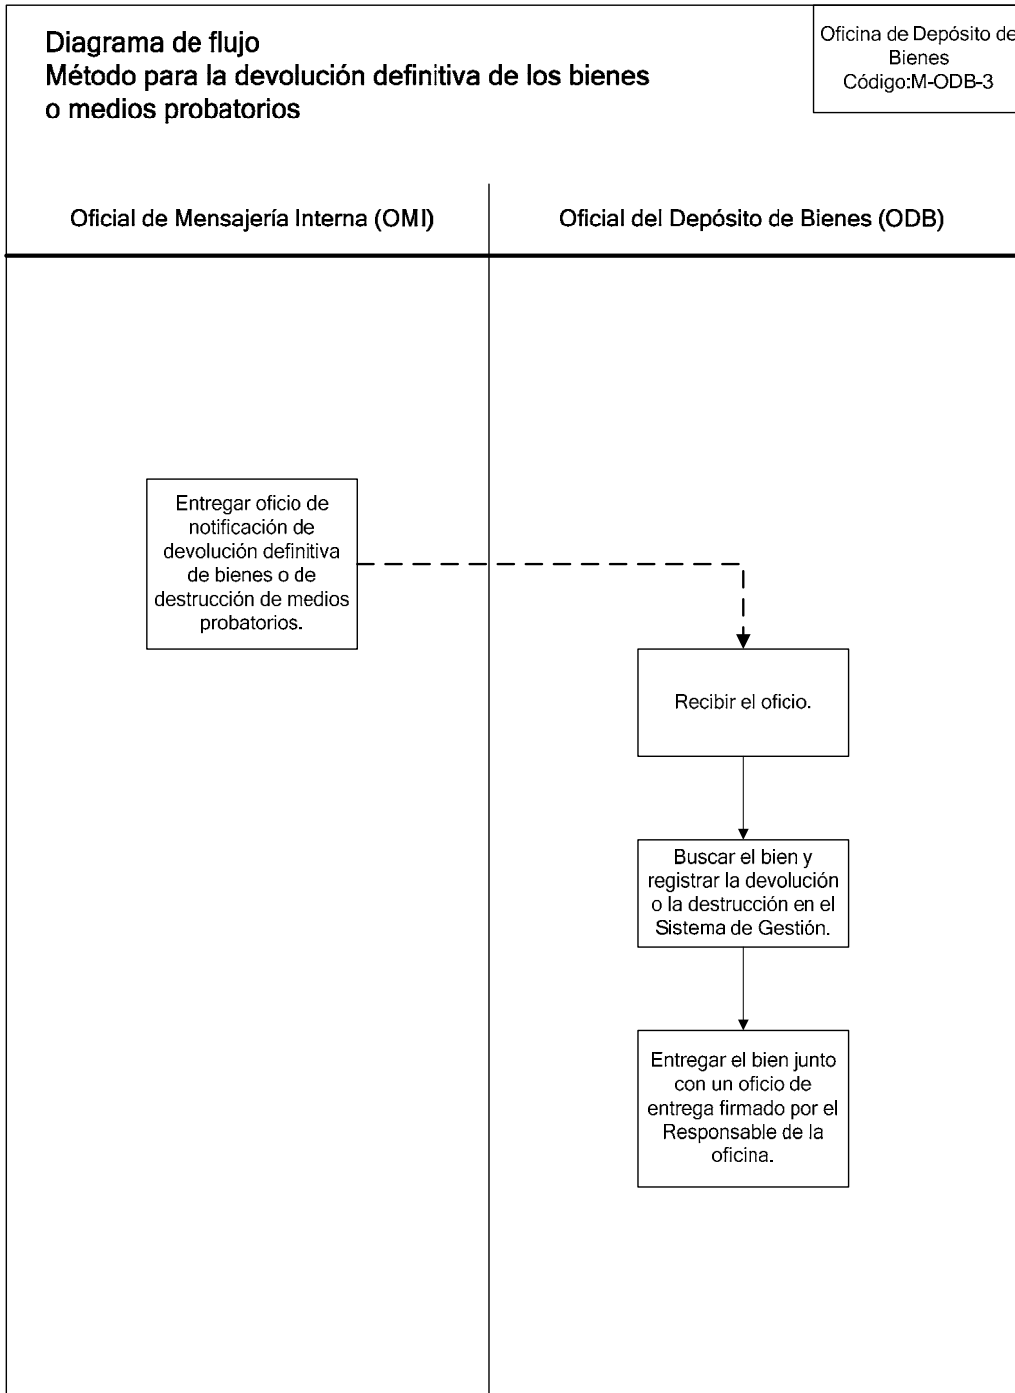 Diagrama de flujo
Método para la devolución definitiva de los bienes
o medios probatorios
Oficina de Depósito de
Bienes
Código:M-ODB-3
Oficial de Mensajería Interna (OMI)
Oficial del Depósito de Bienes (ODB)
Entregar oficio de
notificación de
devolución definitiva
de bienes o de
destrucción de medios
probatorios.
Recibir el oficio.
Buscar el bien y
registrar la devolución
o la destrucción en el
Sistema de Gestión.
Entregar el bien junto
con un oficio de
entrega firmado por el
Responsable de la
oficina.